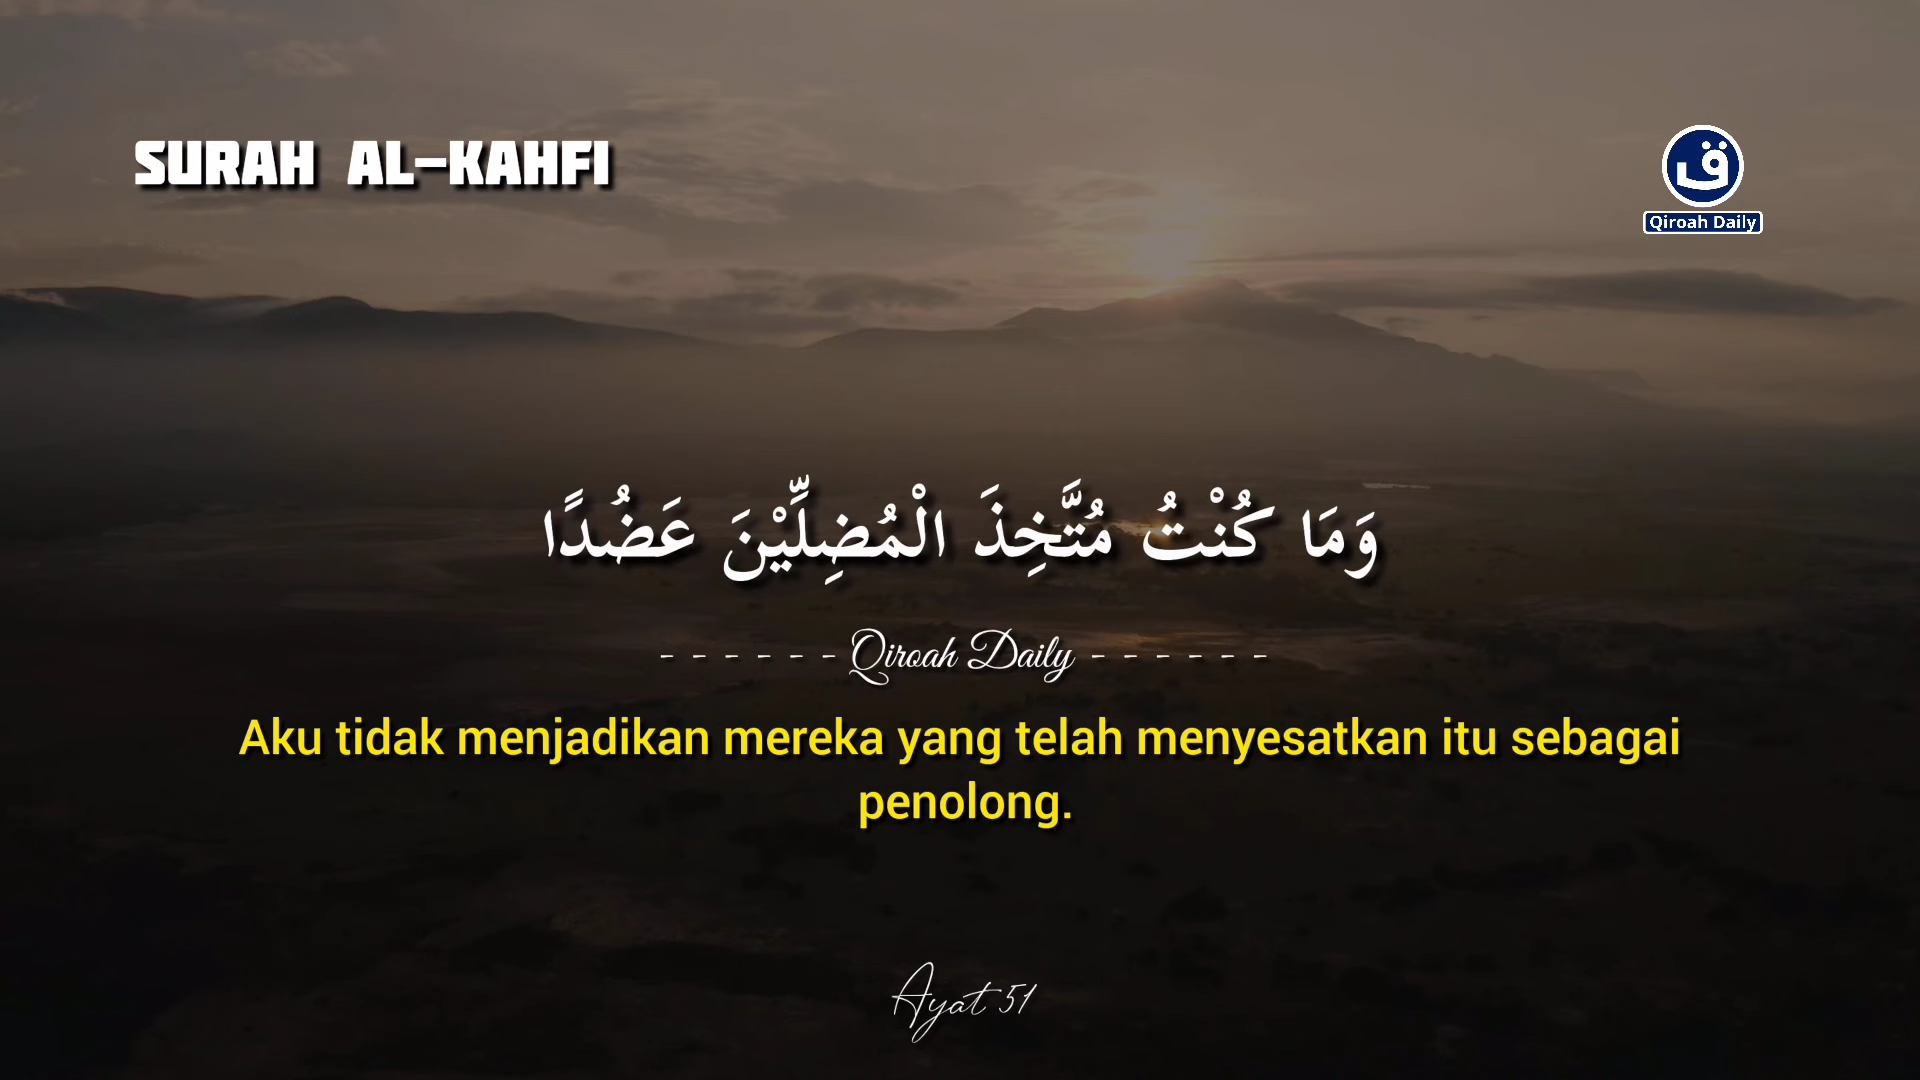 SURAH AL-KAHFI
ق
Qiroah Daily
وَمَا كُنْتُ مُتَّخِذَ الْمُضِلِّيْنَ عَضُدًا
- - - - - - Qiroah Daily - - - - - -
Aku tidak menjadikan mereka yang telah menyesatkan itu sebagai
penolong.
Ayat 51